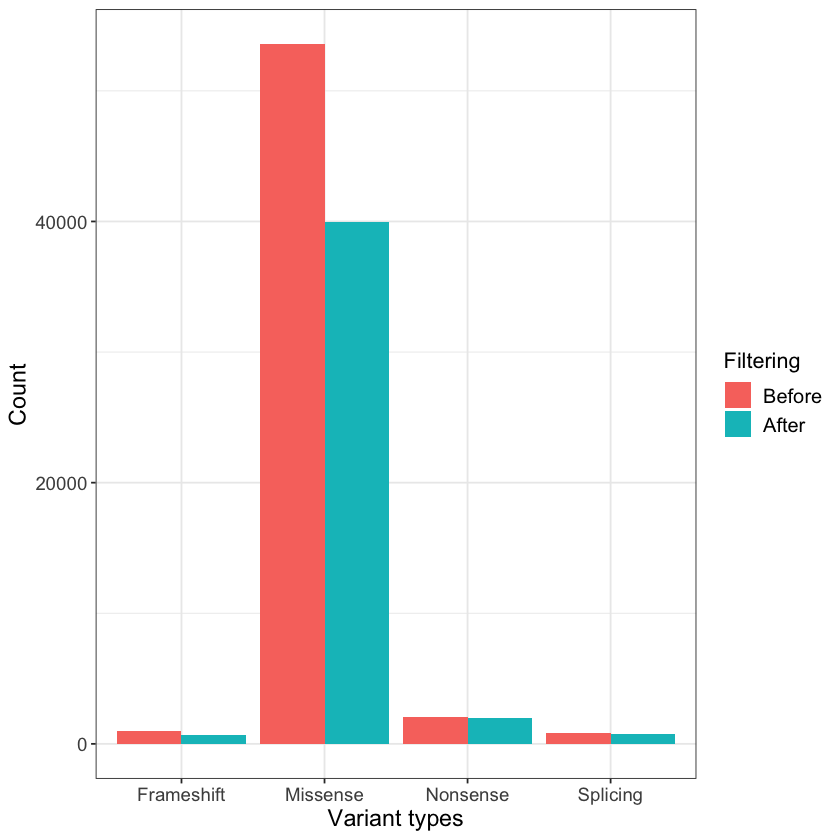 Count
40000
20000
0
Frameshift Missense Nonsense Splicing
Variant types
Filtering
Before
After